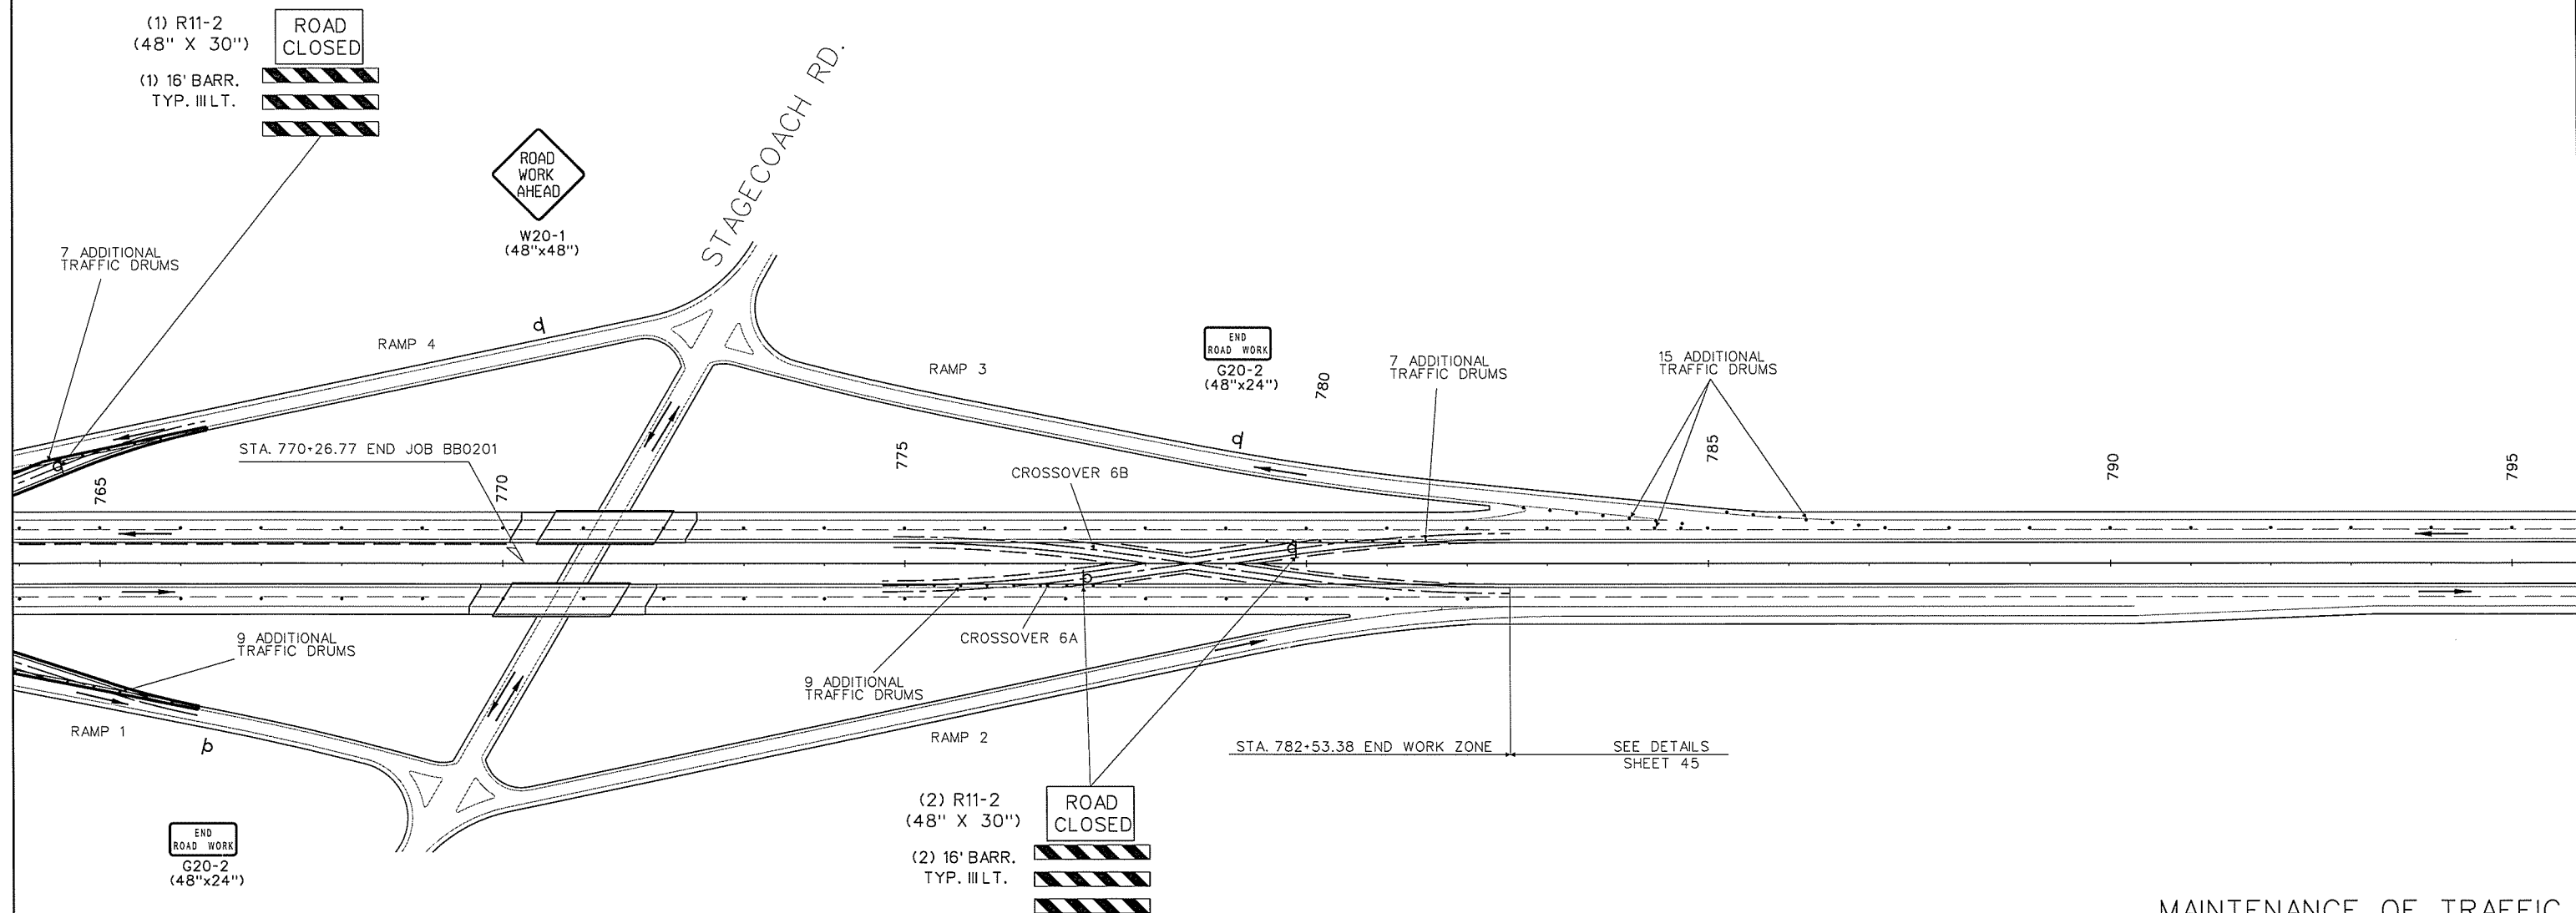 (1) R11-2
(48" X 30")
ROAD
CLOSED
(1) 16' BARR.
TYP. III LT.
ROAD
WORK
AHEAD
W20-1
(48"x48")
STAGECOACH RD.
7 ADDITIONAL
TRAFFIC DRUMS
RAMP 4
d
RAMP 3
END
ROAD WORK
G20-2
(48"x24")
780
7 ADDITIONAL
TRAFFIC DRUMS
15 ADDITIONAL
TRAFFIC DRUMS
d
STA. 770+26.77 END JOB BB0201
765
770
775
CROSSOVER 6B
785
790
795
9 ADDITIONAL
TRAFFIC DRUMS
CROSSOVER 6A
9 ADDITIONAL
TRAFFIC DRUMS
RAMP 1
RAMP 2
STA. 782+53.38 END WORK ZONE
SEE DETAILS
SHEET 45
END
ROAD WORK
G20-2
(48"x24")
(2) R11-2
(48" X 30")
ROAD
CLOSED
(2) 16' BARR.
TYP. III LT.
MAINTENANCE OF TRAFFIC